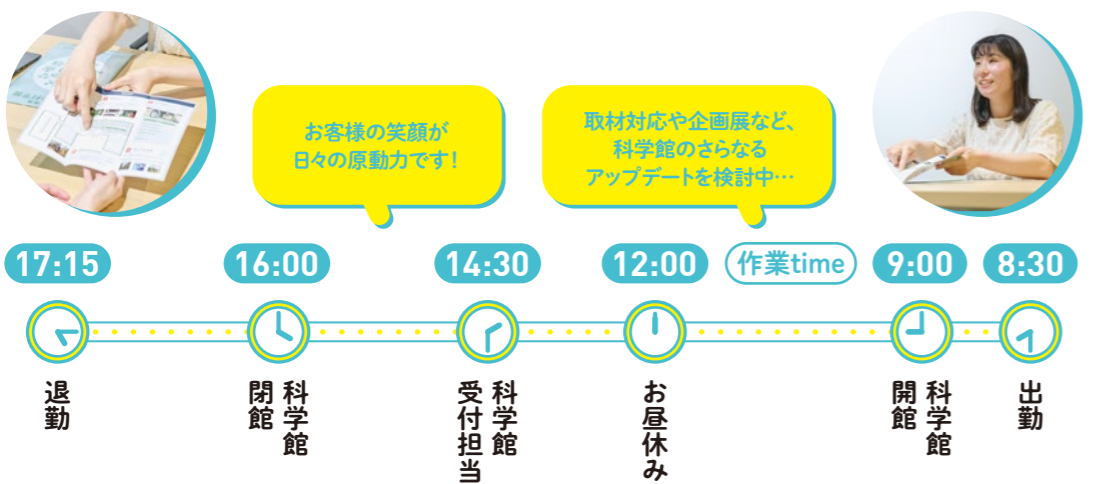 8:30
出勤
9:00
科学館
開館
作業time
取材対応や企画展など、
科学館のさらなる
アップデートを検討中…
12:00
お昼休み
14:30
科学館
受付担当
お客様の笑顔が
日々の原動力です!
16:00
科学館
閉館
17:15
退勤